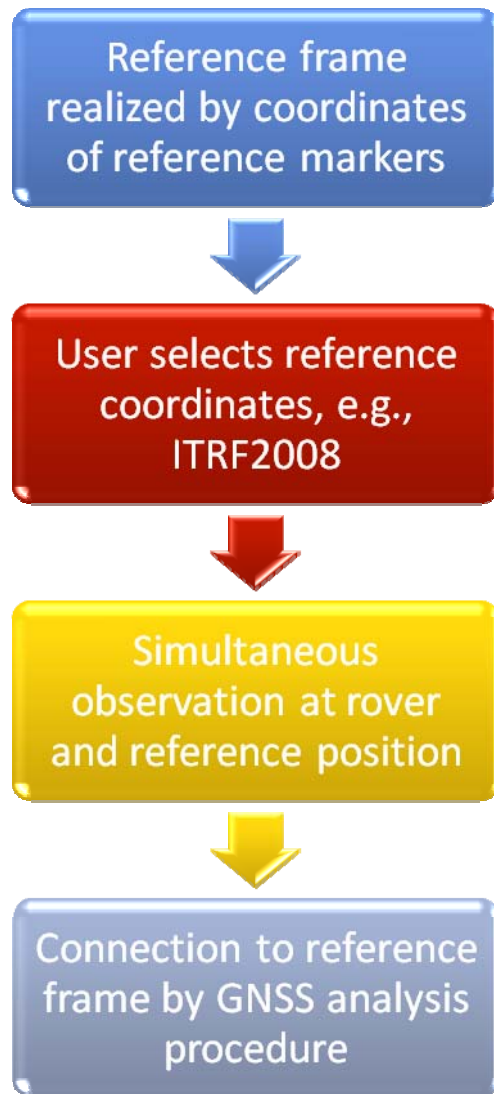 Reference frame
realized by coordinates
of reference markers
User selects reference
coordinates, e.g.,
ITRF2008
Simultaneous
observation at rover
and reference position
Connection to reference
frame by GNSS analysis
procedure